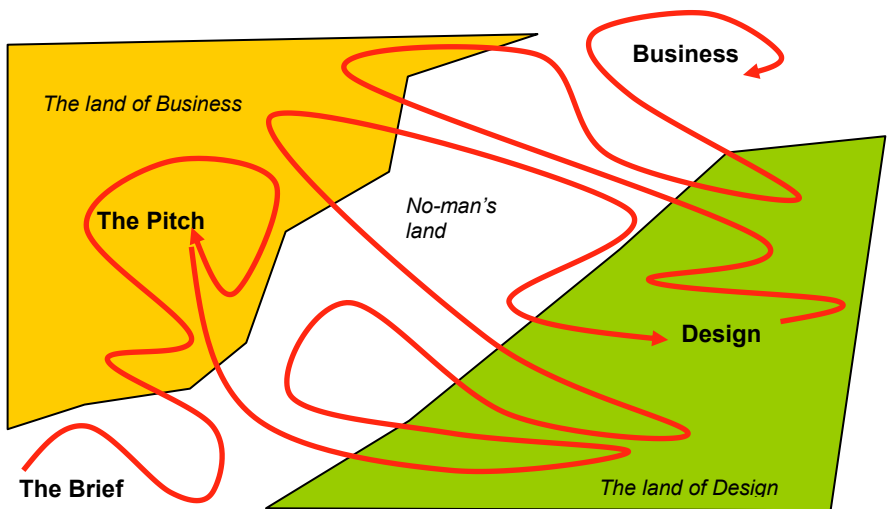 Business
The land of Business
The Pitch
No-man's
land
Design
The Brief
The land of Design